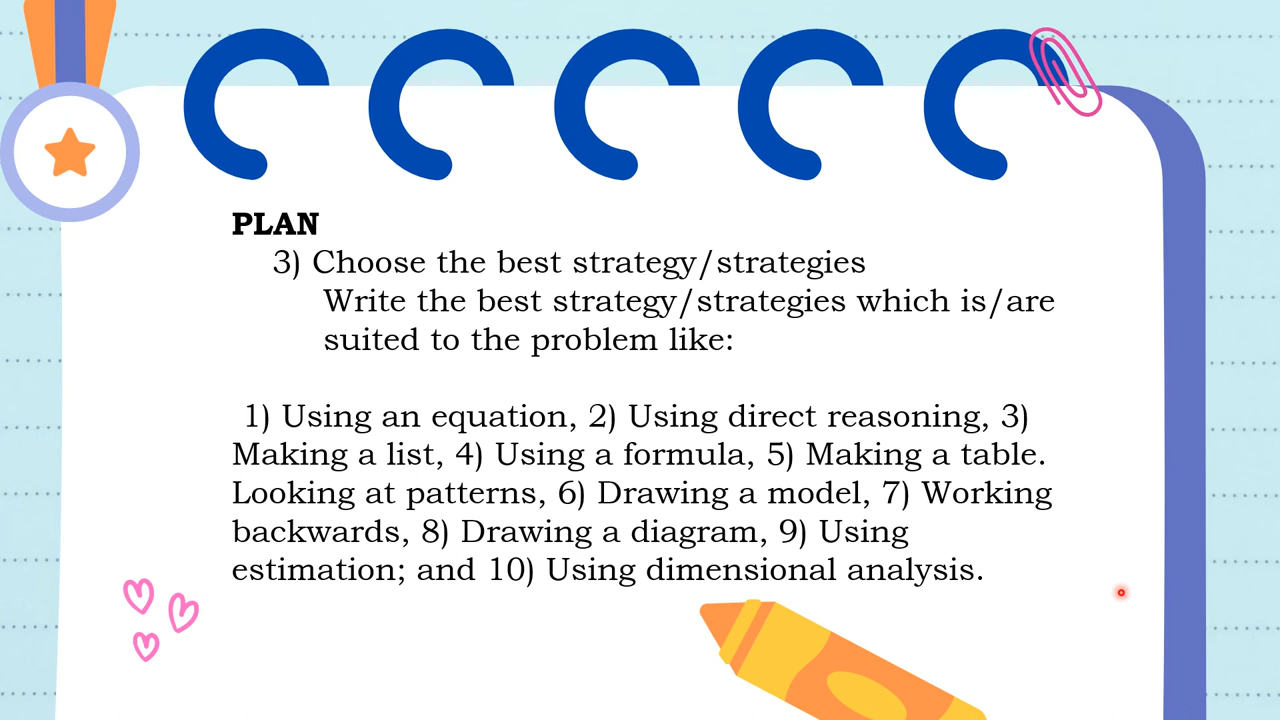 PLAN
3) Choose the best strategy/strategies
Write the best strategy/strategies which is/are
suited to the problem like:
1) Using an equation, 2) Using direct reasoning, 3)
Making a list, 4) Using a formula, 5) Making a table.
Looking at patterns, 6) Drawing a model, 7) Working
backwards, 8) Drawing a diagram, 9) Using
estimation; and 10) Using dimensional analysis.